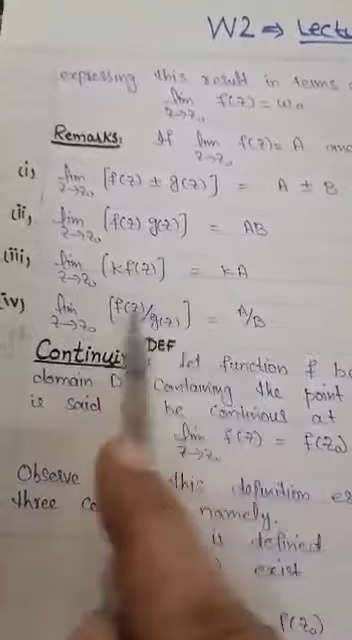 W2 ⇒ Lectu
expressing this result in terms
lim f(z) = w₀
z→z₀
Remarks: If lim f(z) = A and
z→z₀
(i) lim [f(z) ± g(z)] = A ± B
z→z₀
(ii) lim [f(z) g(z)] = AB
z→z₀
(iii) lim [kf(z)] = kA
z→z₀
(iv) lim [f(z)/g(z)] = A/B
z→z₀
Continui DEF let function f be
domain D Containing the point
is said be continous at
lim f(z) = f(z₀)
z→z₀
Observe this definition
three namely.
is defined
exist
f(z₀)